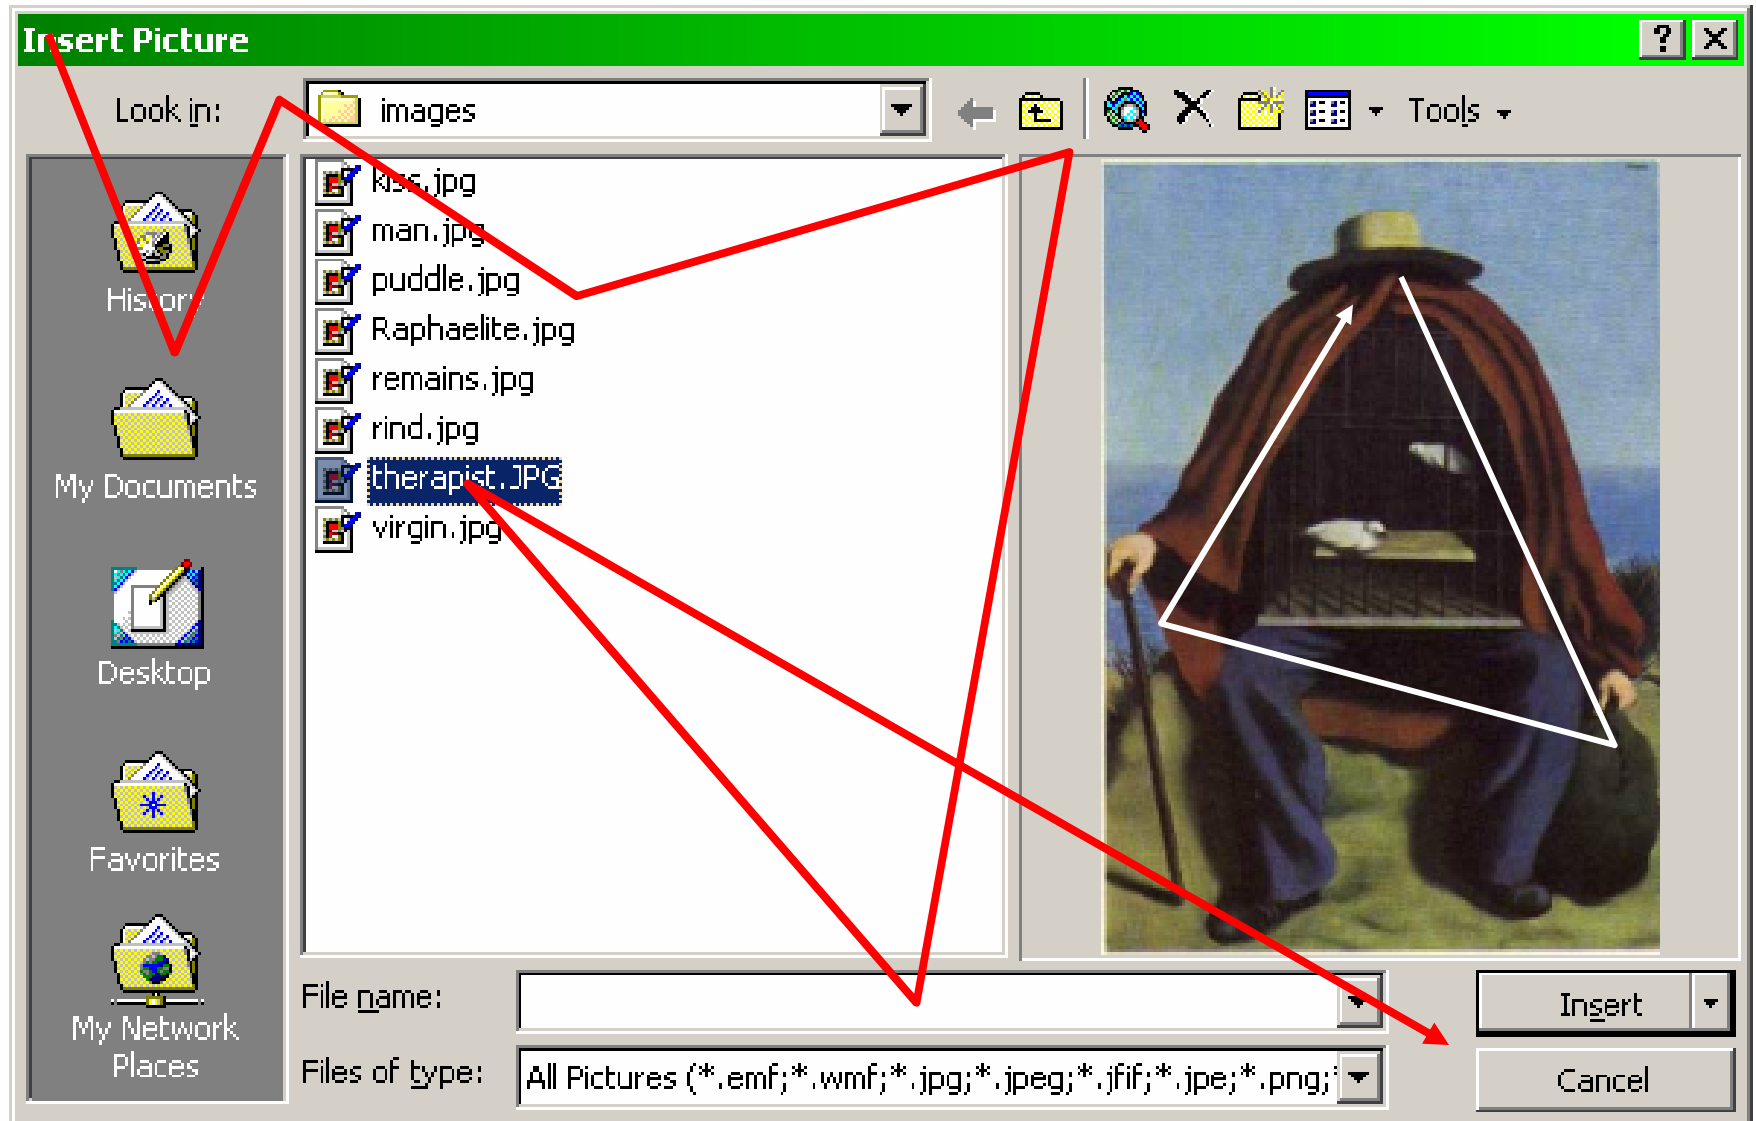 Insert Picture
Look in:
images
Tools
History
My Documents
Desktop
Favorites
My Network
Places
kiss.jpg
man.jpg
puddle.jpg
Raphaelite.jpg
remains.jpg
rind.jpg
therapist.JPG
virgin.jpg
File name:
Insert
Files of type:
All Pictures (*.emf;*.wmf;*.jpg;*.jpeg;*.jfif;*.jpe;*.png;
Cancel